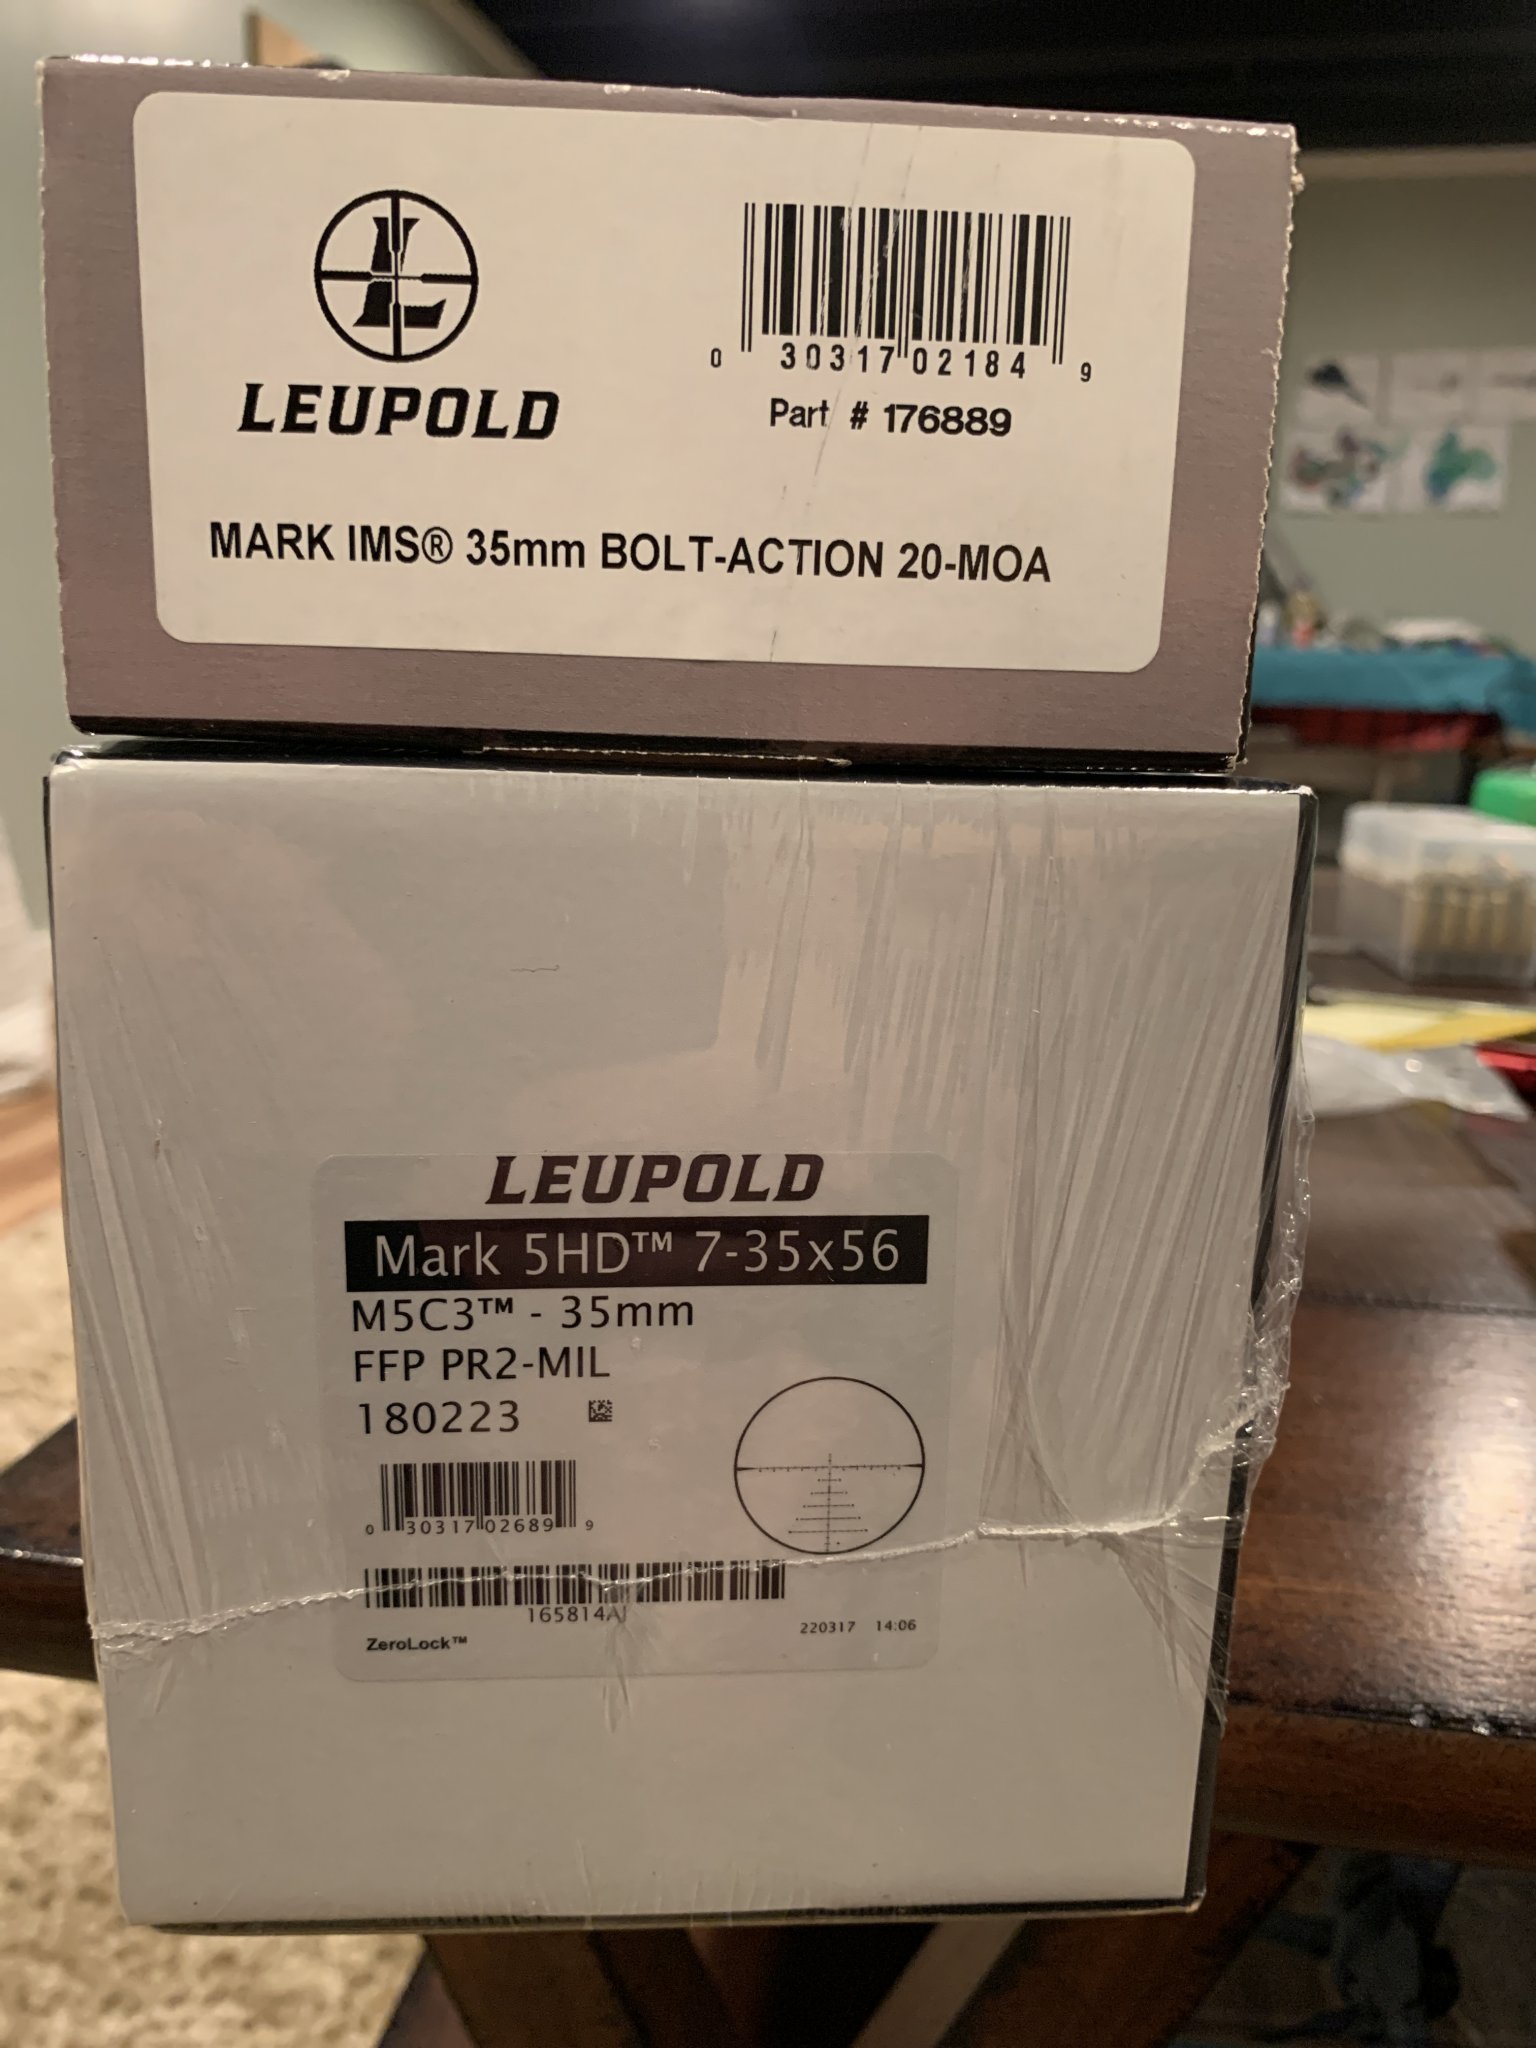 LEUPOLD
0 30317 02184 9
Part # 176889
MARK IMS® 35mm BOLT-ACTION 20-MOA
LEUPOLD
Mark 5HD™ 7-35x56
M5C3™ - 35mm
FFP PR2-MIL
180223
0 30317 02689 9
165814AJ
220317 14:06
ZeroLock™